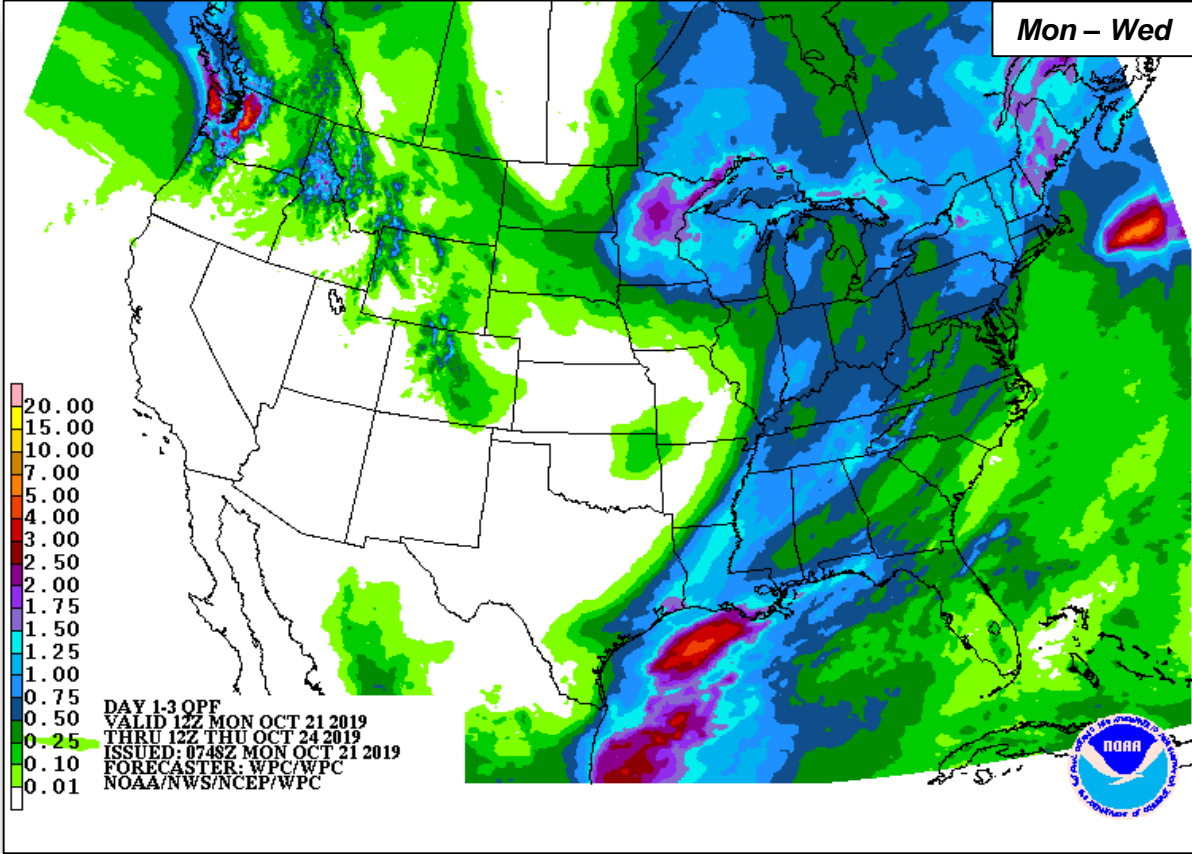 Mon – Wed
20.00
15.00
10.00
7.00
5.00
4.00
3.00
2.50
2.00
1.75
1.50
1.25
1.00
0.75
0.50
0.25
0.10
0.01
DAY 1-3 QPF
VALID 12Z MON OCT 21 2019
THRU 12Z THU OCT 24 2019
ISSUED: 0748Z MON OCT 21 2019
FORECASTER: WPC/WPC
NOAA/NWS/NCEP/WPC
NOAA